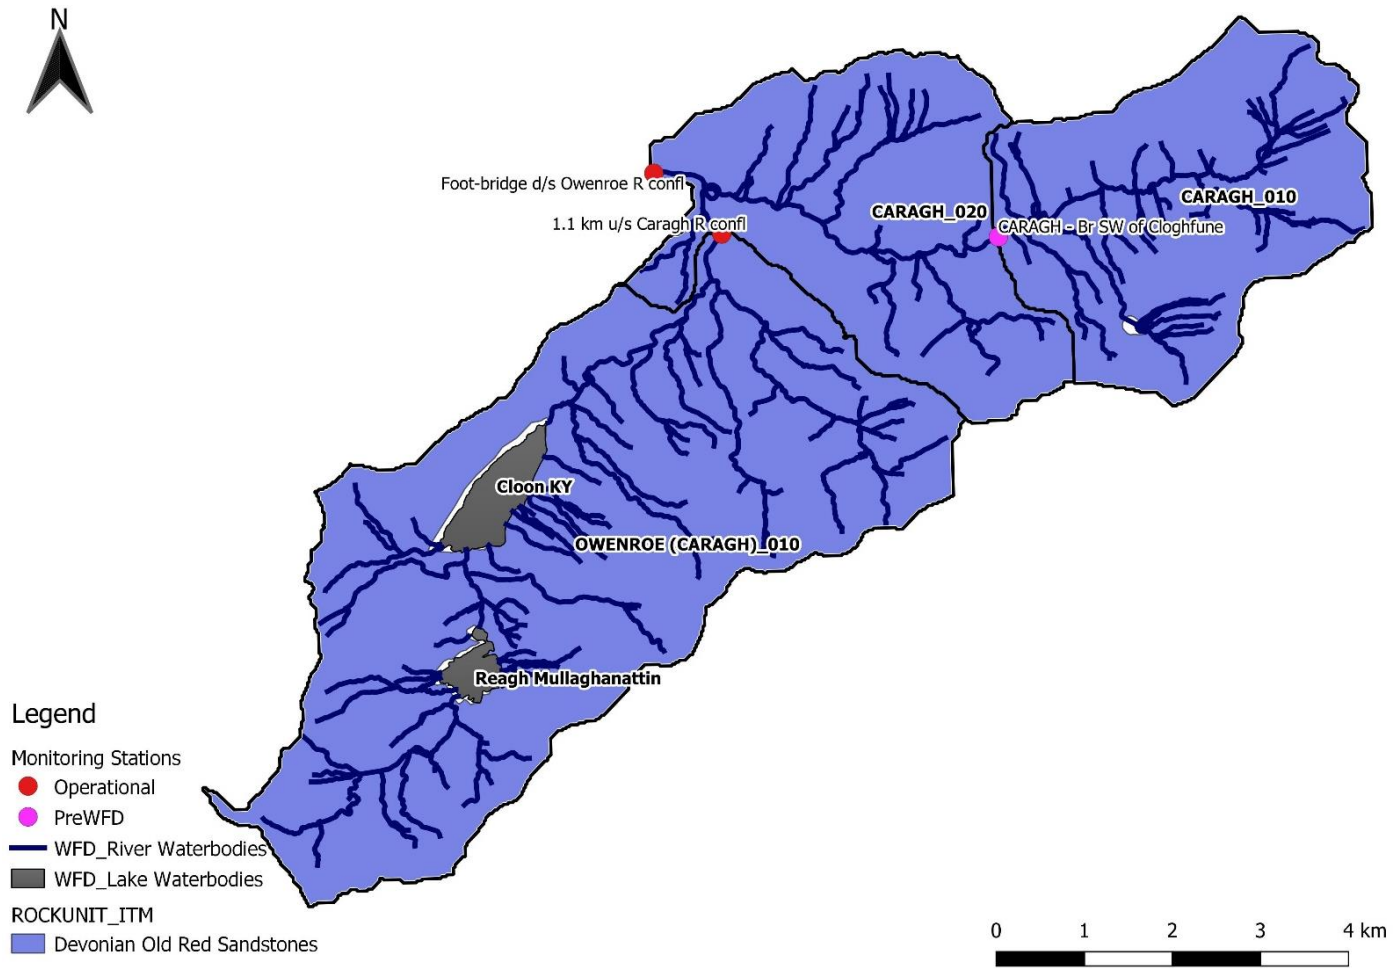 N
Foot-bridge d/s Owenroe R confl
1.1 km u/s Caragh R confl
CARAGH_020
CARAGH_010
CARAGH - Br SW of Cloghfune
Cloon KY
OWENROE (CARAGH)_010
Reagh Mullaghanattin
Legend
Monitoring Stations
Operational
PreWFD
WFD_River Waterbodies
WFD_Lake Waterbodies
ROCKUNIT_ITM
Devonian Old Red Sandstones
0 1 2 3 4 km